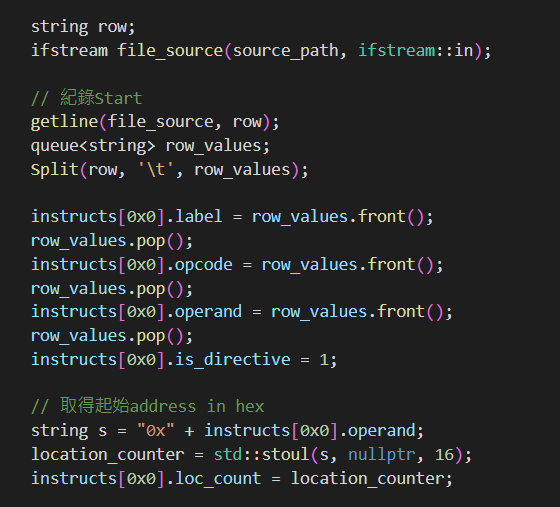 string row;
ifstream file_source(source_path, ifstream::in);
// 紀錄Start
getline(file_source, row);
queue<string> row_values;
Split(row, '\t', row_values);
instructs[0x0].label = row_values.front();
row_values.pop();
instructs[0x0].opcode = row_values.front();
row_values.pop();
instructs[0x0].operand = row_values.front();
row_values.pop();
instructs[0x0].is_directive = 1;
// 取得起始address in hex
string s = "0x" + instructs[0x0].operand;
location_counter = std::stoul(s, nullptr, 16);
instructs[0x0].loc_count = location_counter;